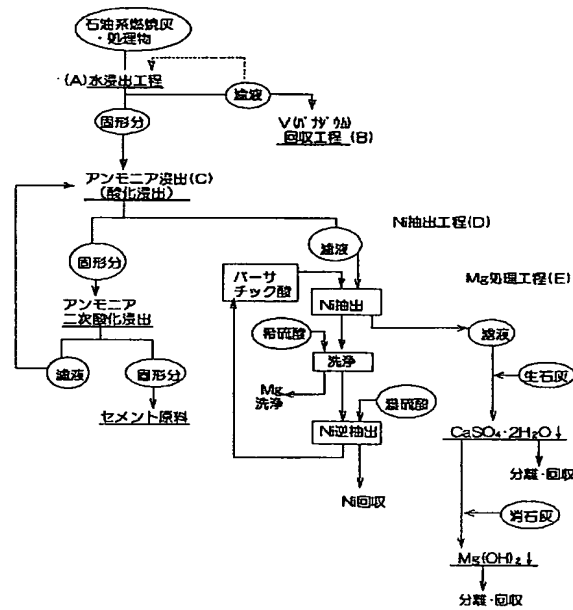 石油系燃焼灰
・処理物
(A)水浸出工程
濾液
固形分
V(バナジウム)
回収工程(B)
アンモニア浸出(C)
(酸化浸出)
Ni抽出工程(D)
濾液
固形分
バーサ
チック酸
Mg処理工程(E)
Ni抽出
アンモニア
二次酸化浸出
希硫酸
濾液
洗浄
濾液
固形分
生石灰
Mg
洗浄
濃硫酸
セメント原料
Ni逆抽出
CaSO₄・2H₂O↓
分離・回収
Ni回収
消石灰
Mg(OH)₂↓
分離・回収